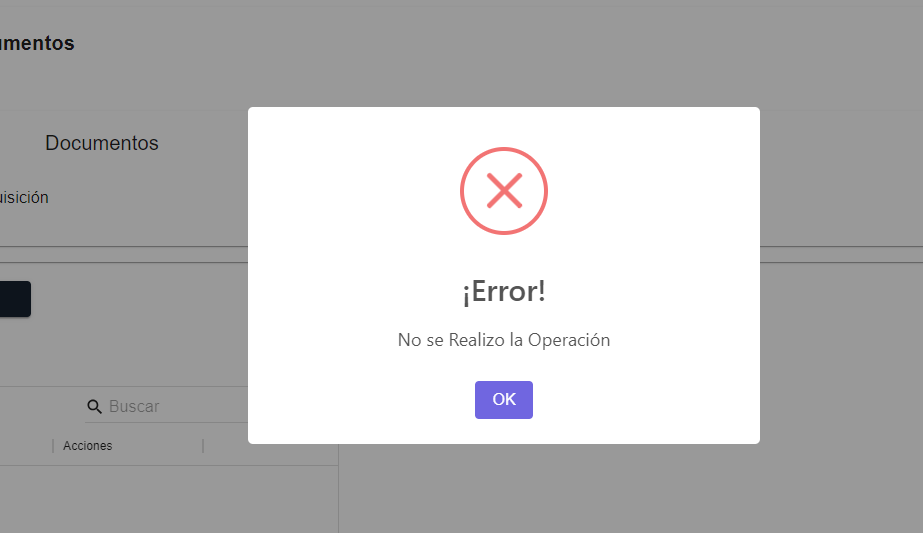 umentos
Documentos
uisición
¡Error!
No se Realizo la Operación
OK
Buscar
Acciones